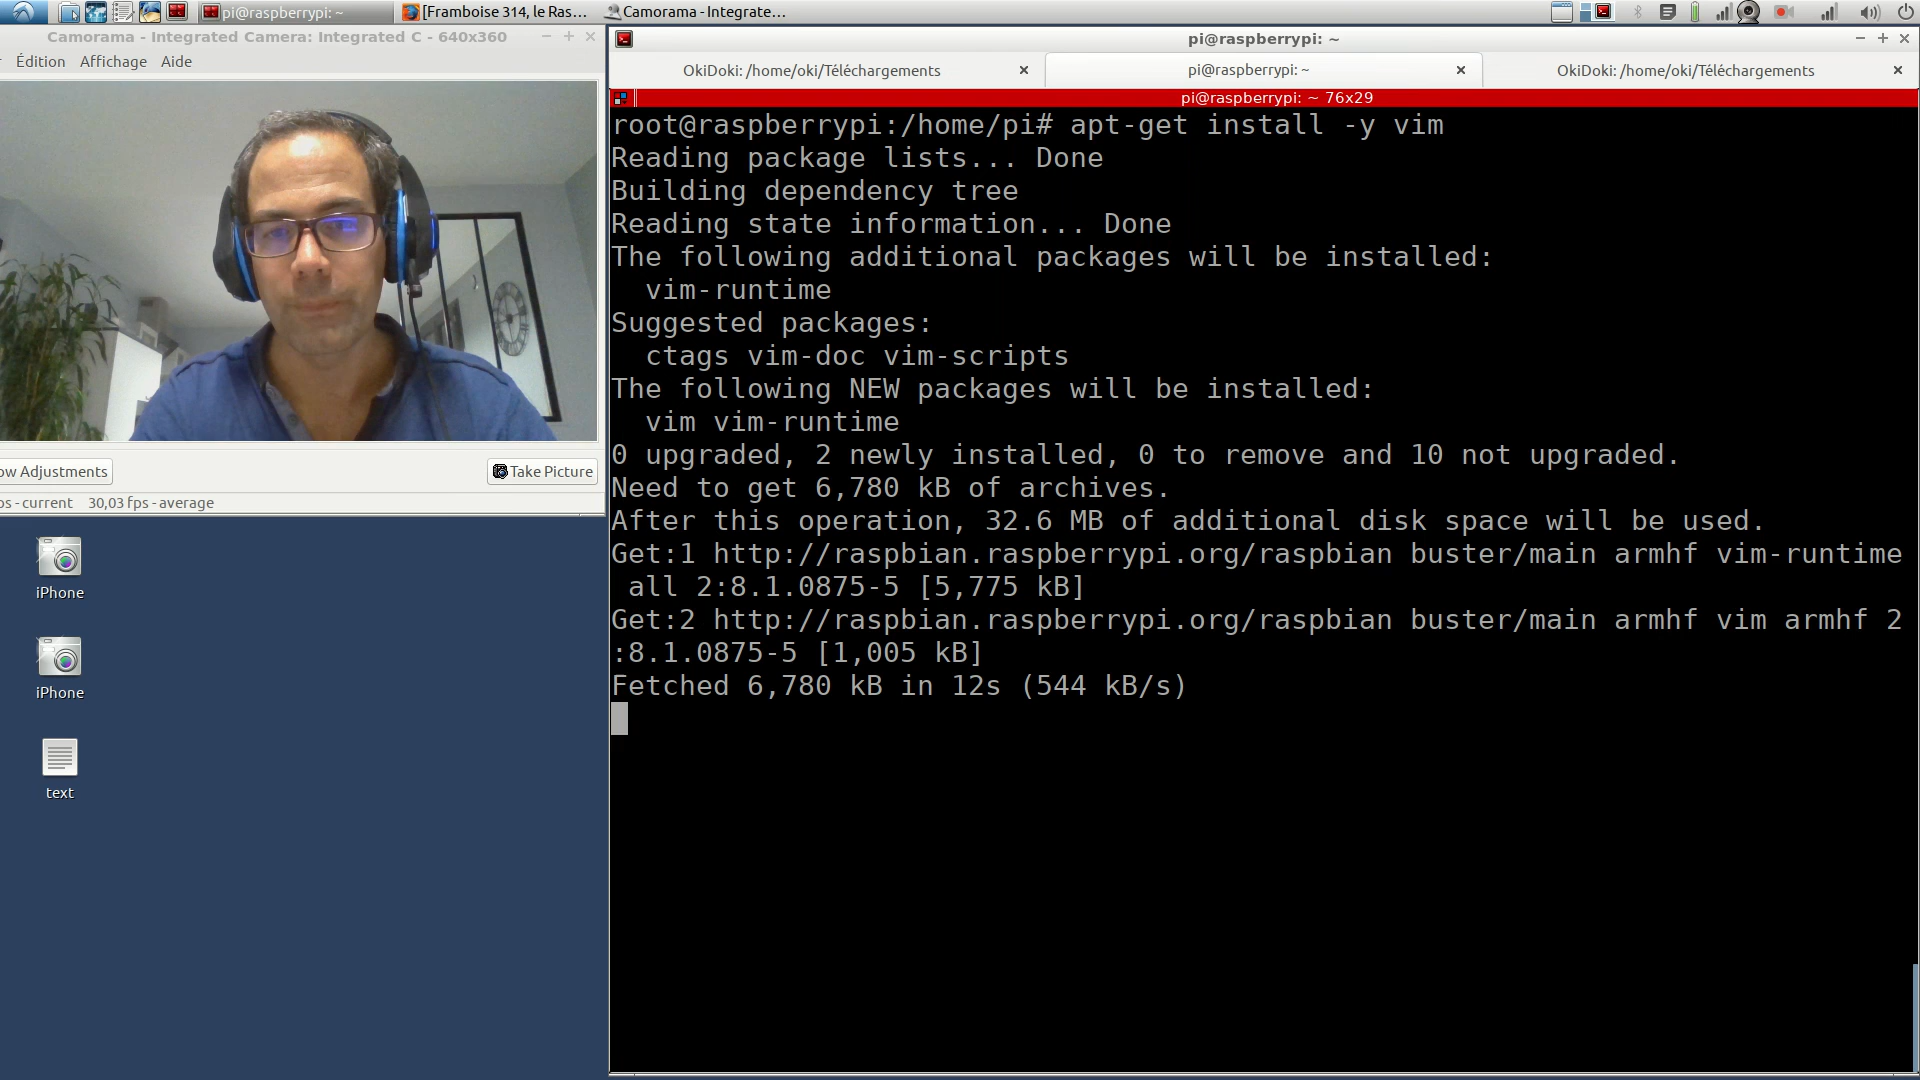 pi@raspberrypi: ~
[Framboise 314, le Ras...
Camorama - Integrate...
Camorama - Integrated Camera: Integrated C - 640x360
Édition Affichage Aide
ow Adjustments
Take Picture
os - current 30,03 fps - average
iPhone
iPhone
text
pi@raspberrypi: ~
OkiDoki: /home/oki/Téléchargements
pi@raspberrypi: ~
OkiDoki: /home/oki/Téléchargements
pi@raspberrypi: ~ 76x29
root@raspberrypi:/home/pi# apt-get install -y vim
Reading package lists... Done
Building dependency tree
Reading state information... Done
The following additional packages will be installed:
  vim-runtime
Suggested packages:
  ctags vim-doc vim-scripts
The following NEW packages will be installed:
  vim vim-runtime
0 upgraded, 2 newly installed, 0 to remove and 10 not upgraded.
Need to get 6,780 kB of archives.
After this operation, 32.6 MB of additional disk space will be used.
Get:1 http://raspbian.raspberrypi.org/raspbian buster/main armhf vim-runtime
 all 2:8.1.0875-5 [5,775 kB]
Get:2 http://raspbian.raspberrypi.org/raspbian buster/main armhf vim armhf 2
:8.1.0875-5 [1,005 kB]
Fetched 6,780 kB in 12s (544 kB/s)